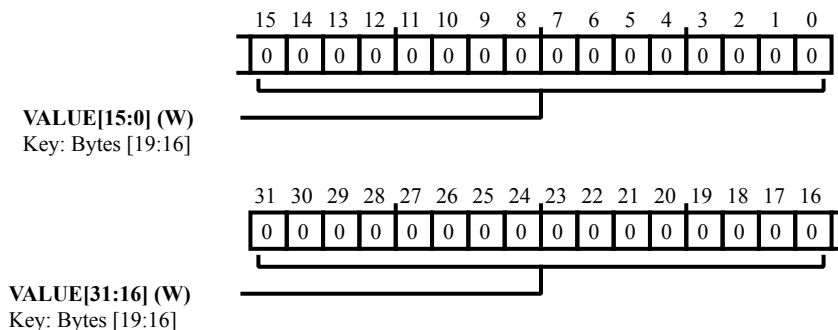 15 14 13 12 11 10 9 8 7 6 5 4 3 2 1 0
0 0 0 0 0 0 0 0 0 0 0 0 0 0 0 0
VALUE[15:0] (W)
Key: Bytes [19:16]
31 30 29 28 27 26 25 24 23 22 21 20 19 18 17 16
0 0 0 0 0 0 0 0 0 0 0 0 0 0 0 0
VALUE[31:16] (W)
Key: Bytes [19:16]